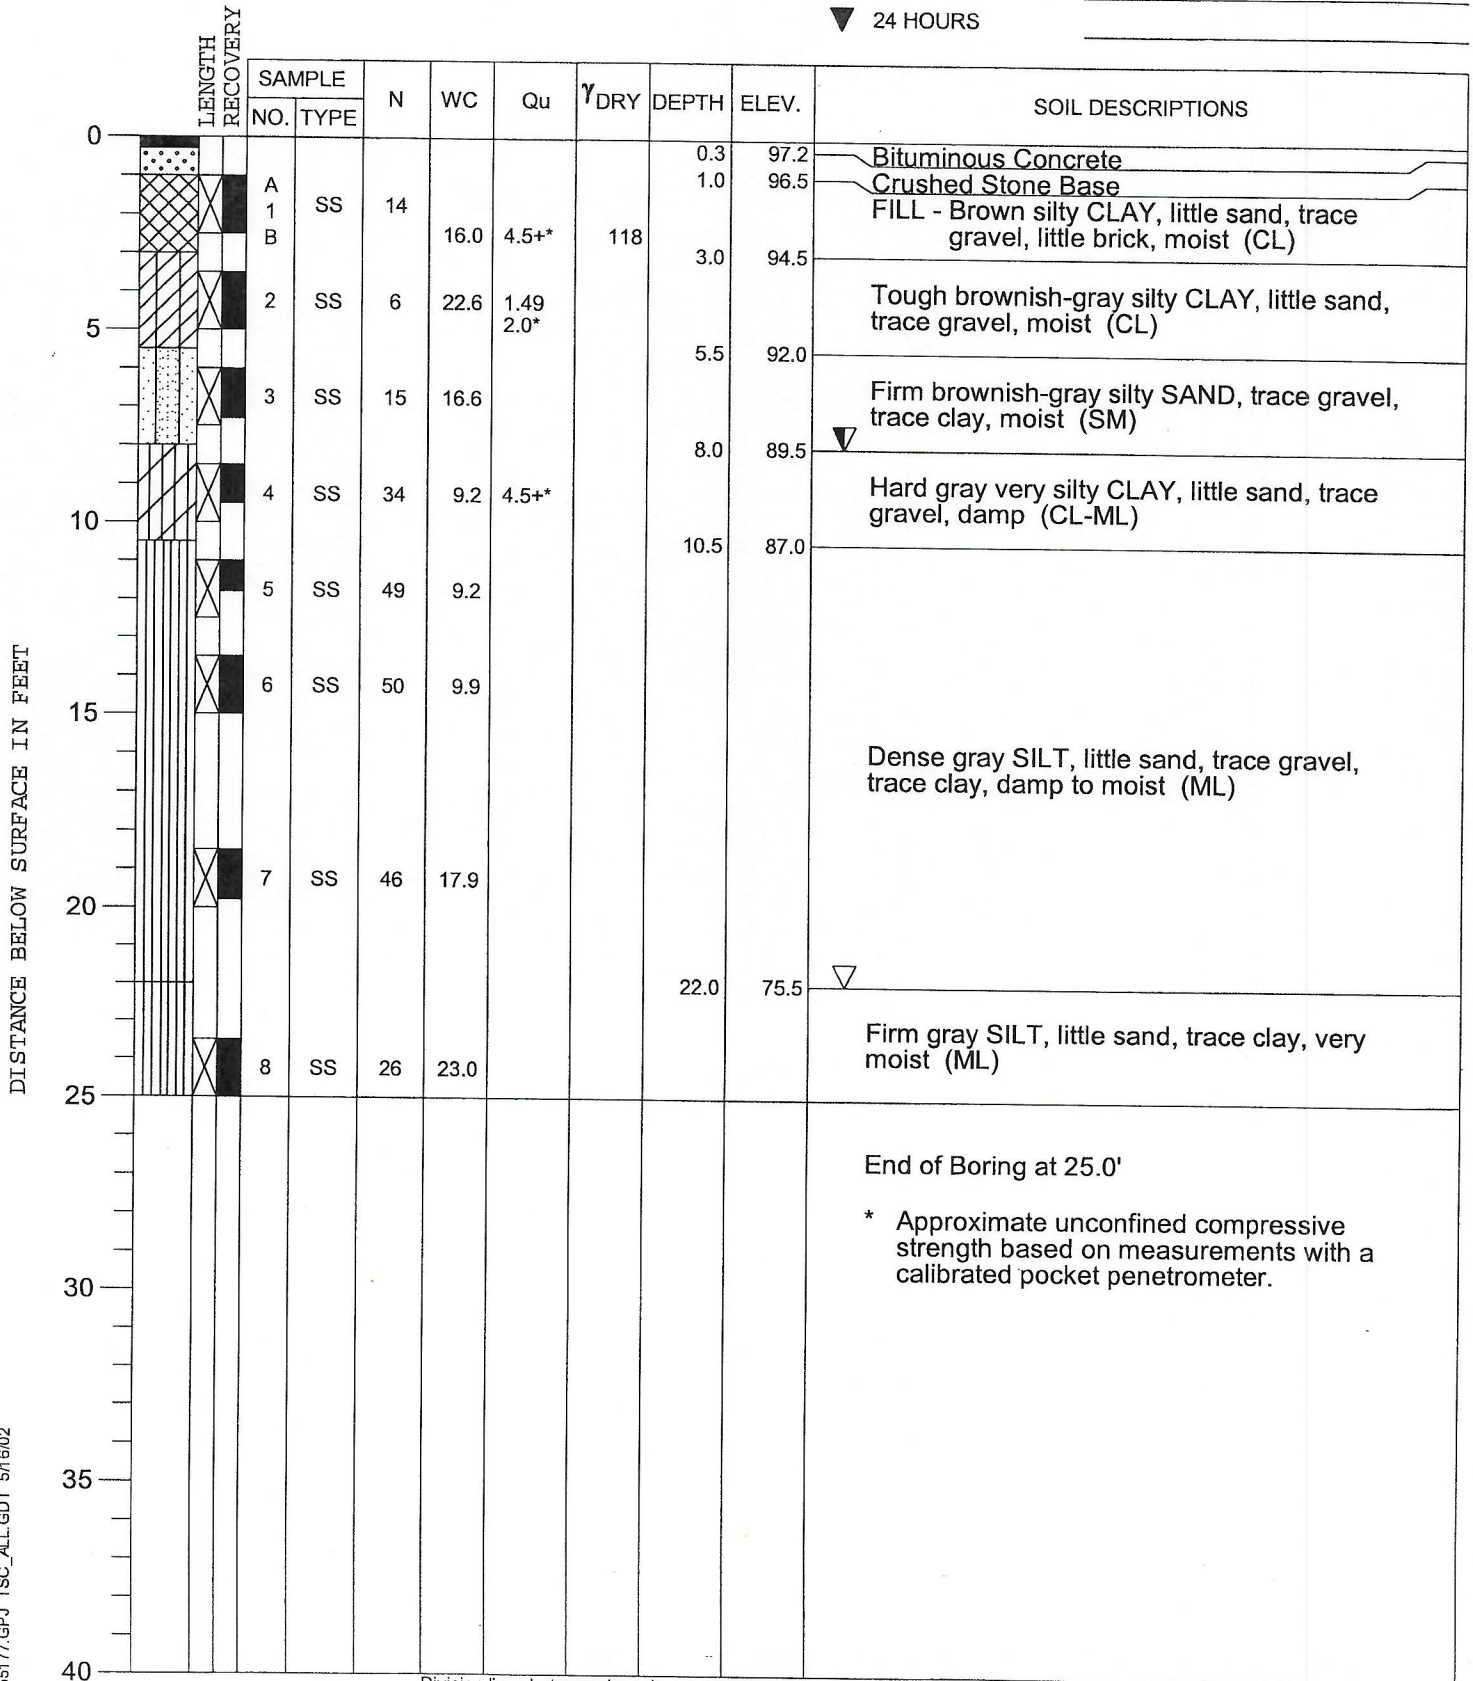 24 HOURS
LENGTH
RECOVERY
SAMPLE
NO. TYPE N WC Qu γDRY DEPTH ELEV. SOIL DESCRIPTIONS
0
0.3 97.2 Bituminous Concrete
1.0 96.5 Crushed Stone Base
A
1 SS 14
B 16.0 4.5+* 118
FILL - Brown silty CLAY, little sand, trace
gravel, little brick, moist (CL)
3.0 94.5
2 SS 6 22.6 1.49
2.0*
Tough brownish-gray silty CLAY, little sand,
trace gravel, moist (CL)
5
5.5 92.0
3 SS 15 16.6
Firm brownish-gray silty SAND, trace gravel,
trace clay, moist (SM)
8.0 89.5
4 SS 34 9.2 4.5+*
Hard gray very silty CLAY, little sand, trace
gravel, damp (CL-ML)
10
10.5 87.0
5 SS 49 9.2
6 SS 50 9.9
15
Dense gray SILT, little sand, trace gravel,
trace clay, damp to moist (ML)
7 SS 46 17.9
20
22.0 75.5
Firm gray SILT, little sand, trace clay, very
moist (ML)
8 SS 26 23.0
25
End of Boring at 25.0'
* Approximate unconfined compressive
strength based on measurements with a
calibrated pocket penetrometer.
30
35
40
DISTANCE BELOW SURFACE IN FEET
5177.GPJ TSC_ALL.GDT 5/16/02